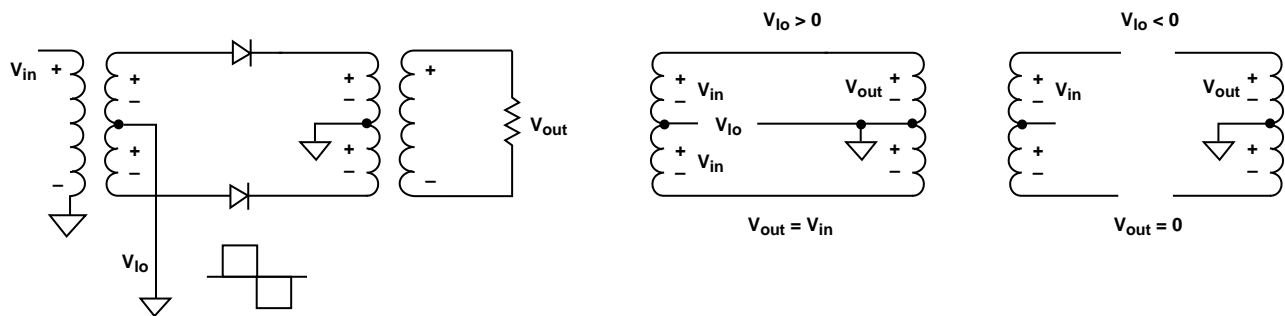 V_in + −
+ −
+ −
V_lo
+ −
+ −
+ −
V_out
V_lo > 0
+ V_in −
V_lo
+ V_in −
V_out + −
+ −
V_out = V_in
V_lo < 0
+ V_in −
+ −
V_out + −
+ −
V_out = 0